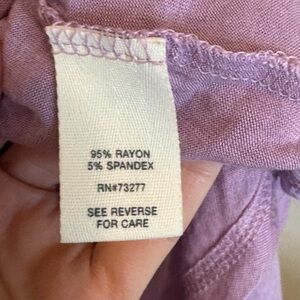 95% RAYON
5% SPANDEX
RN#73277
SEE REVERSE
FOR CARE